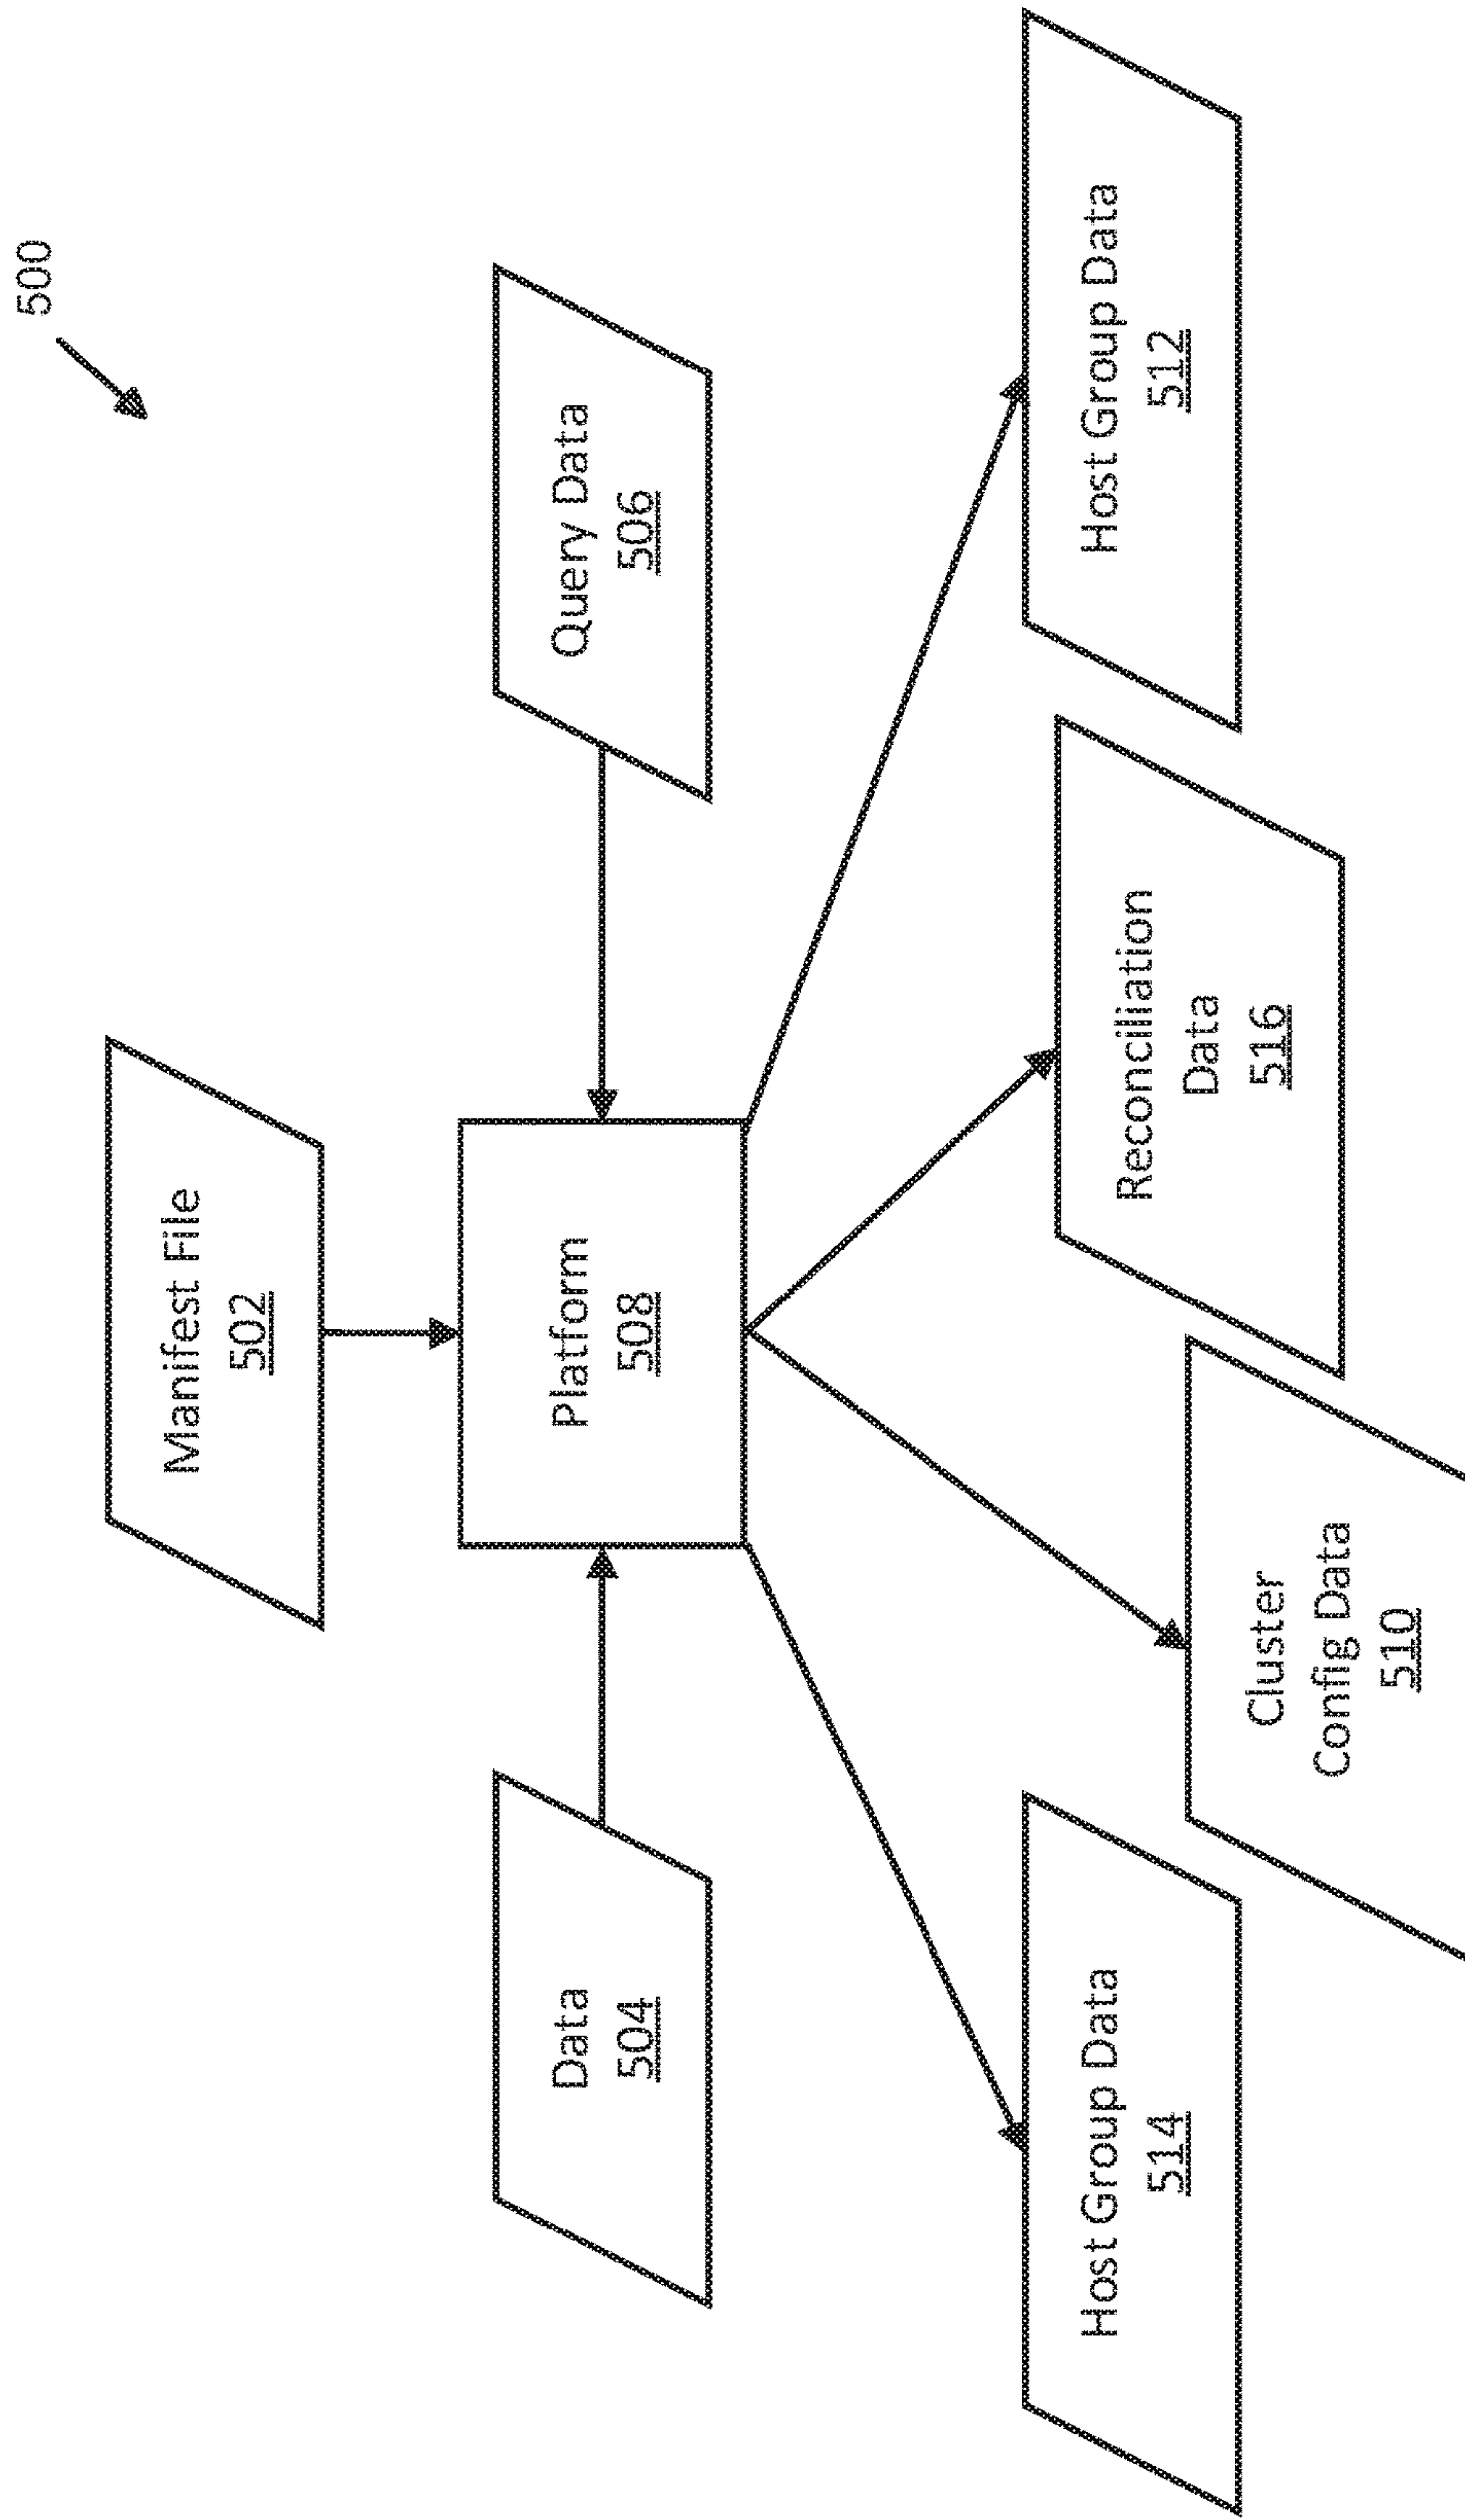 500
Manifest File
502
Data
504
Platform
508
Query Data
506
Host Group Data
514
Cluster
Config Data
510
Reconciliation
Data
516
Host Group Data
512